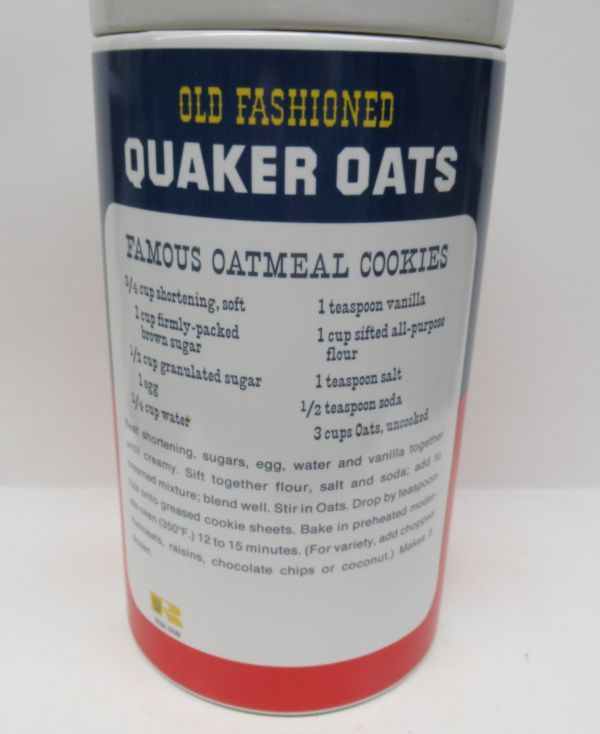 OLD FASHIONED
QUAKER OATS
FAMOUS OATMEAL COOKIES
3/4 cup shortening, soft
1 cup firmly-packed
brown sugar
1/2 cup granulated sugar
1 egg
1/4 cup water
1 teaspoon vanilla
1 cup sifted all-purpose
flour
1 teaspoon salt
1/2 teaspoon soda
3 cups Oats, uncooked
Beat shortening, sugars, egg, water and vanilla together
until creamy. Sift together flour, salt and soda; add to
creamed mixture; blend well. Stir in Oats. Drop by teaspoon-
fuls onto greased cookie sheets. Bake in preheated moder-
ate oven (350°F.) 12 to 15 minutes. (For variety, add chopped
nutmeats, raisins, chocolate chips or coconut.) Makes 5
dozen.
R